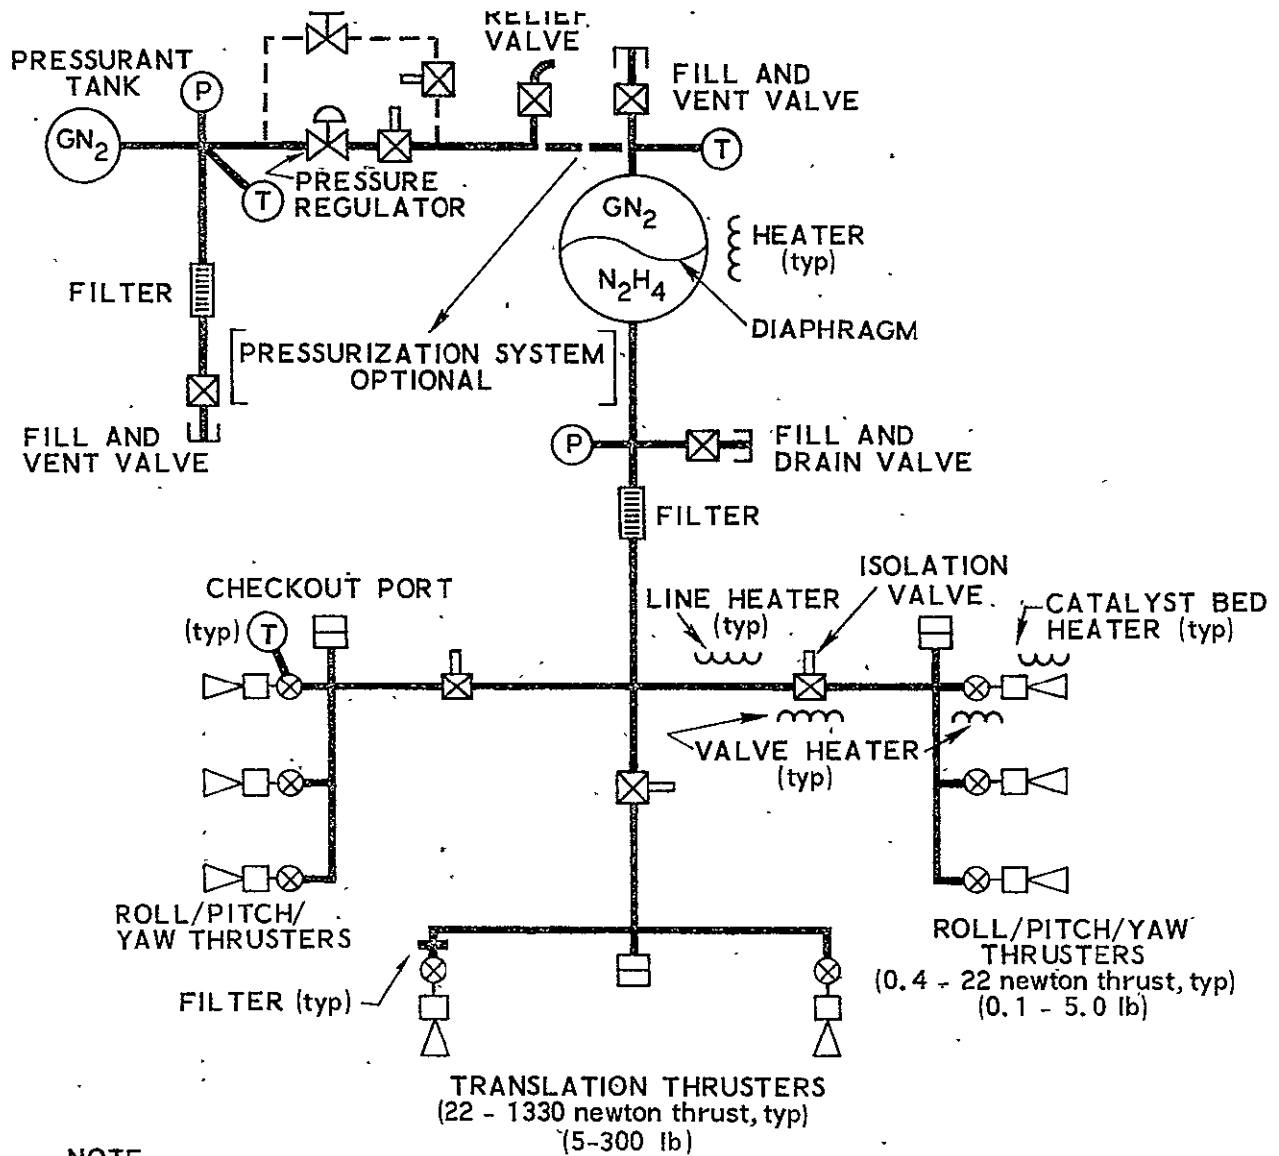 RELIEF
VALVE
PRESSURANT
TANK
P
GN2
FILL AND
VENT VALVE
T
T
PRESSURE
REGULATOR
GN2
N2H4
HEATER
(typ)
DIAPHRAGM
FILTER
PRESSURIZATION SYSTEM
OPTIONAL
FILL AND
VENT VALVE
P
FILL AND
DRAIN VALVE
FILTER
CHECKOUT PORT
(typ)
T
LINE HEATER
(typ)
ISOLATION
VALVE
CATALYST BED
HEATER (typ)
VALVE HEATER
(typ)
ROLL/PITCH/
YAW THRUSTERS
ROLL/PITCH/YAW
THRUSTERS
(0.4 - 22 newton thrust, typ)
(0.1 - 5.0 lb)
FILTER (typ)
TRANSLATION THRUSTERS
(22 - 1330 newton thrust, typ)
(5-300 lb)
NOTE